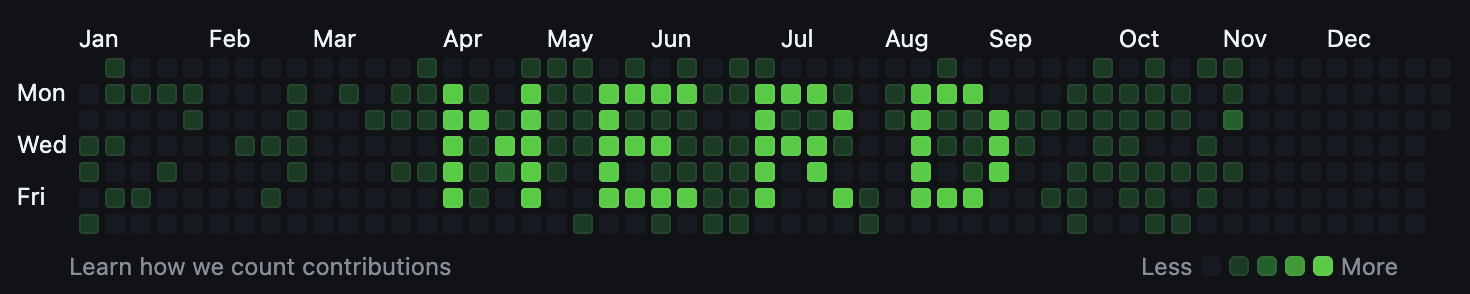 Jan Feb Mar Apr May Jun Jul Aug Sep Oct Nov Dec
Mon
Wed
Fri
NERD
Learn how we count contributions
Less More